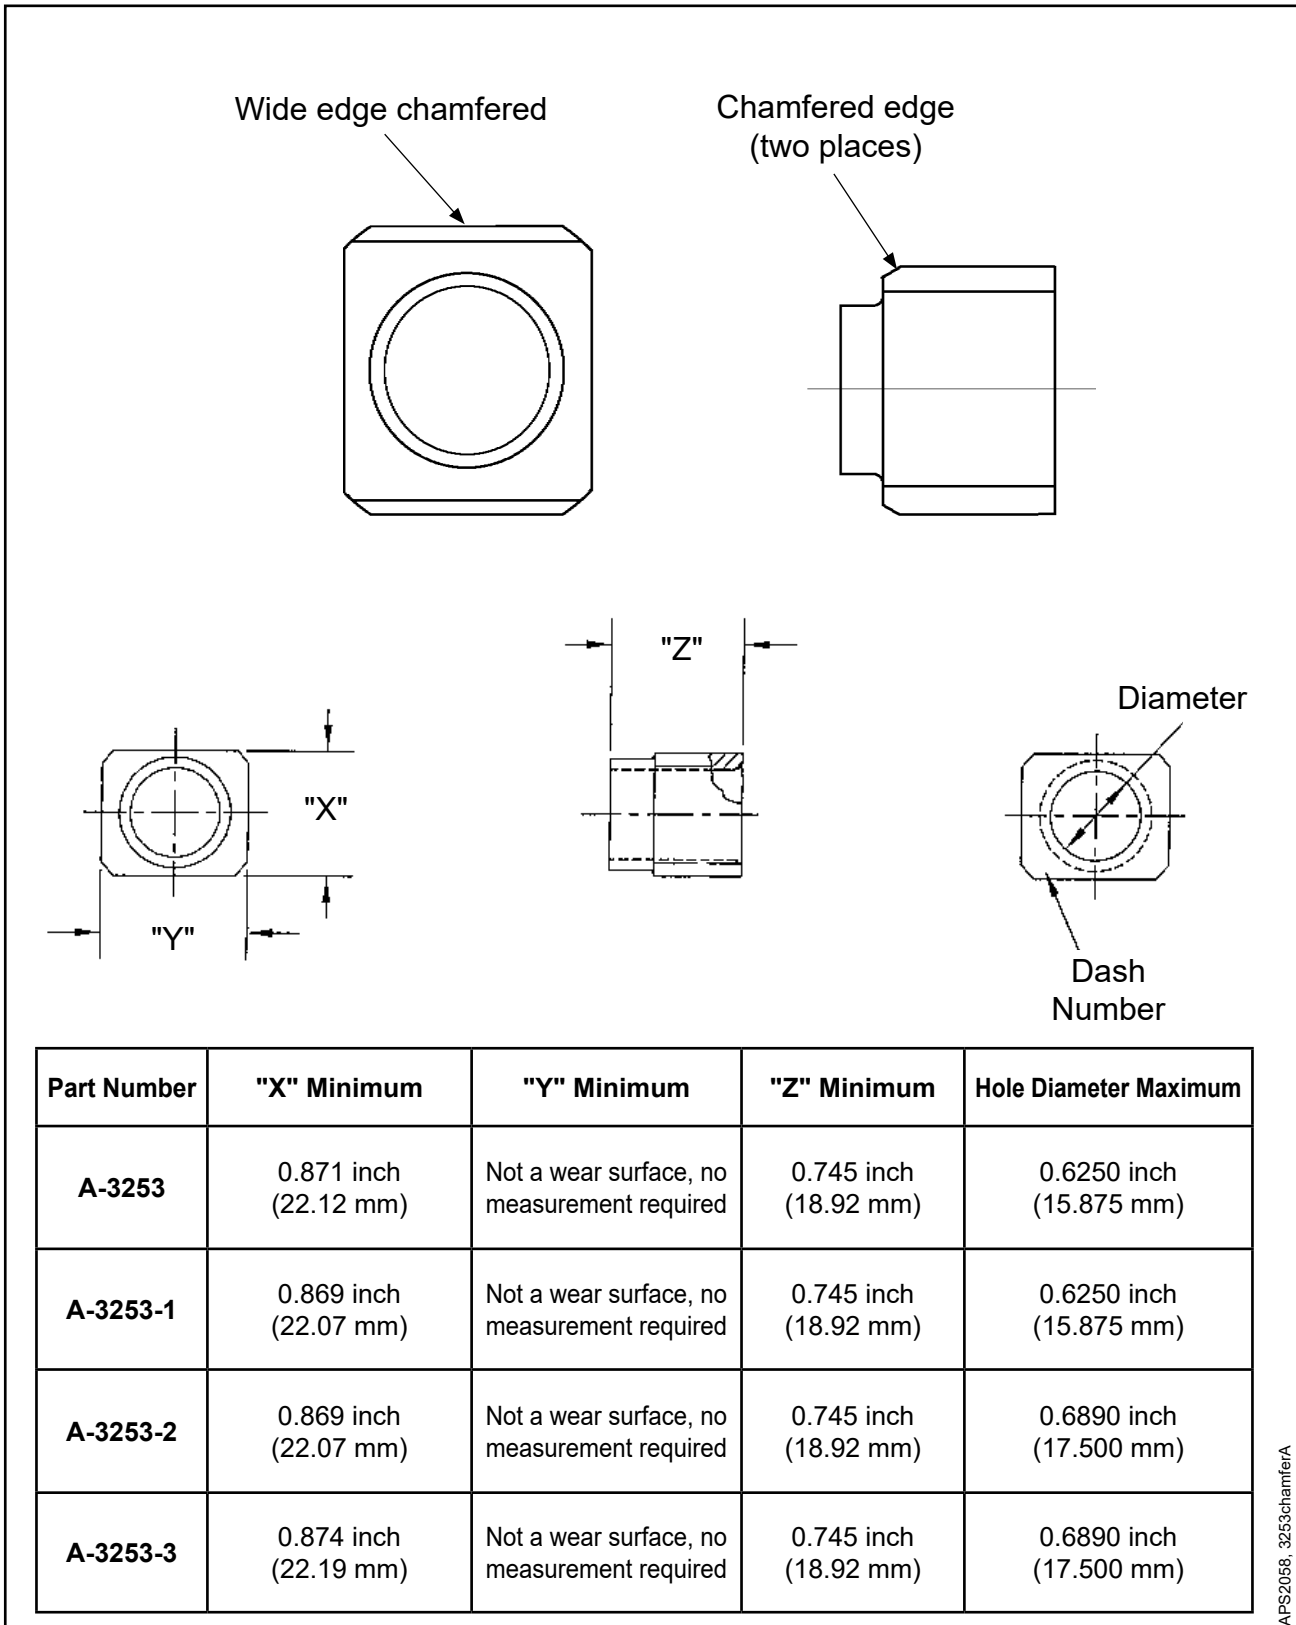 Wide edge chamfered
Chamfered edge
(two places)
"Z"
Diameter
"X"
"Y"
Dash
Number
Part Number "X" Minimum "Y" Minimum "Z" Minimum Hole Diameter Maximum
A-3253
0.871 inch
(22.12 mm)
Not a wear surface, no
measurement required
0.745 inch
(18.92 mm)
0.6250 inch
(15.875 mm)
A-3253-1
0.869 inch
(22.07 mm)
Not a wear surface, no
measurement required
0.745 inch
(18.92 mm)
0.6250 inch
(15.875 mm)
A-3253-2
0.869 inch
(22.07 mm)
Not a wear surface, no
measurement required
0.745 inch
(18.92 mm)
0.6890 inch
(17.500 mm)
A-3253-3
0.874 inch
(22.19 mm)
Not a wear surface, no
measurement required
0.745 inch
(18.92 mm)
0.6890 inch
(17.500 mm)
APS2058, 3253chamferA